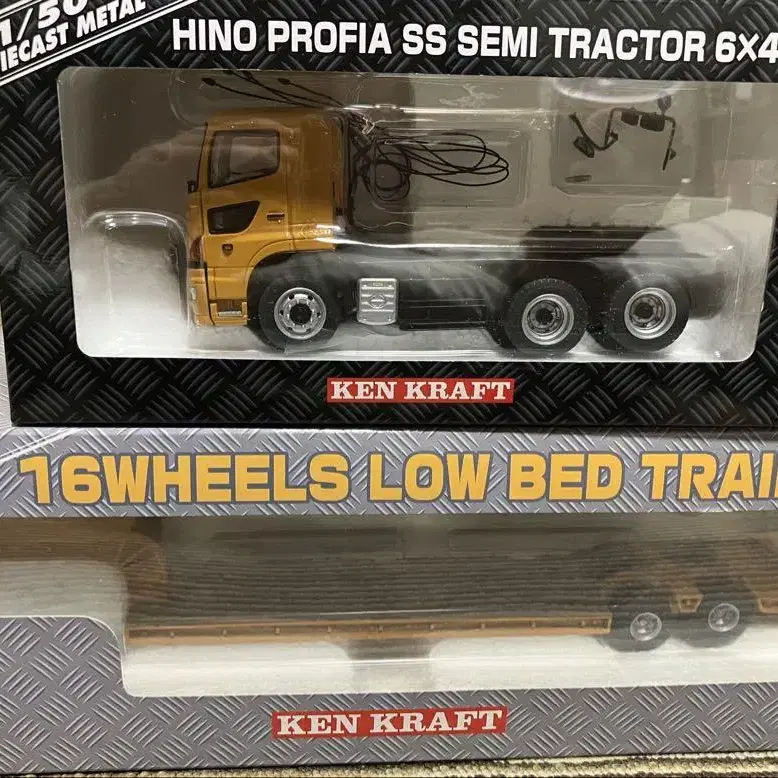 1/50
DIECAST METAL
HINO PROFIA SS SEMI TRACTOR 6×4
KEN KRAFT
16WHEELS LOW BED TRAI
KEN KRAFT